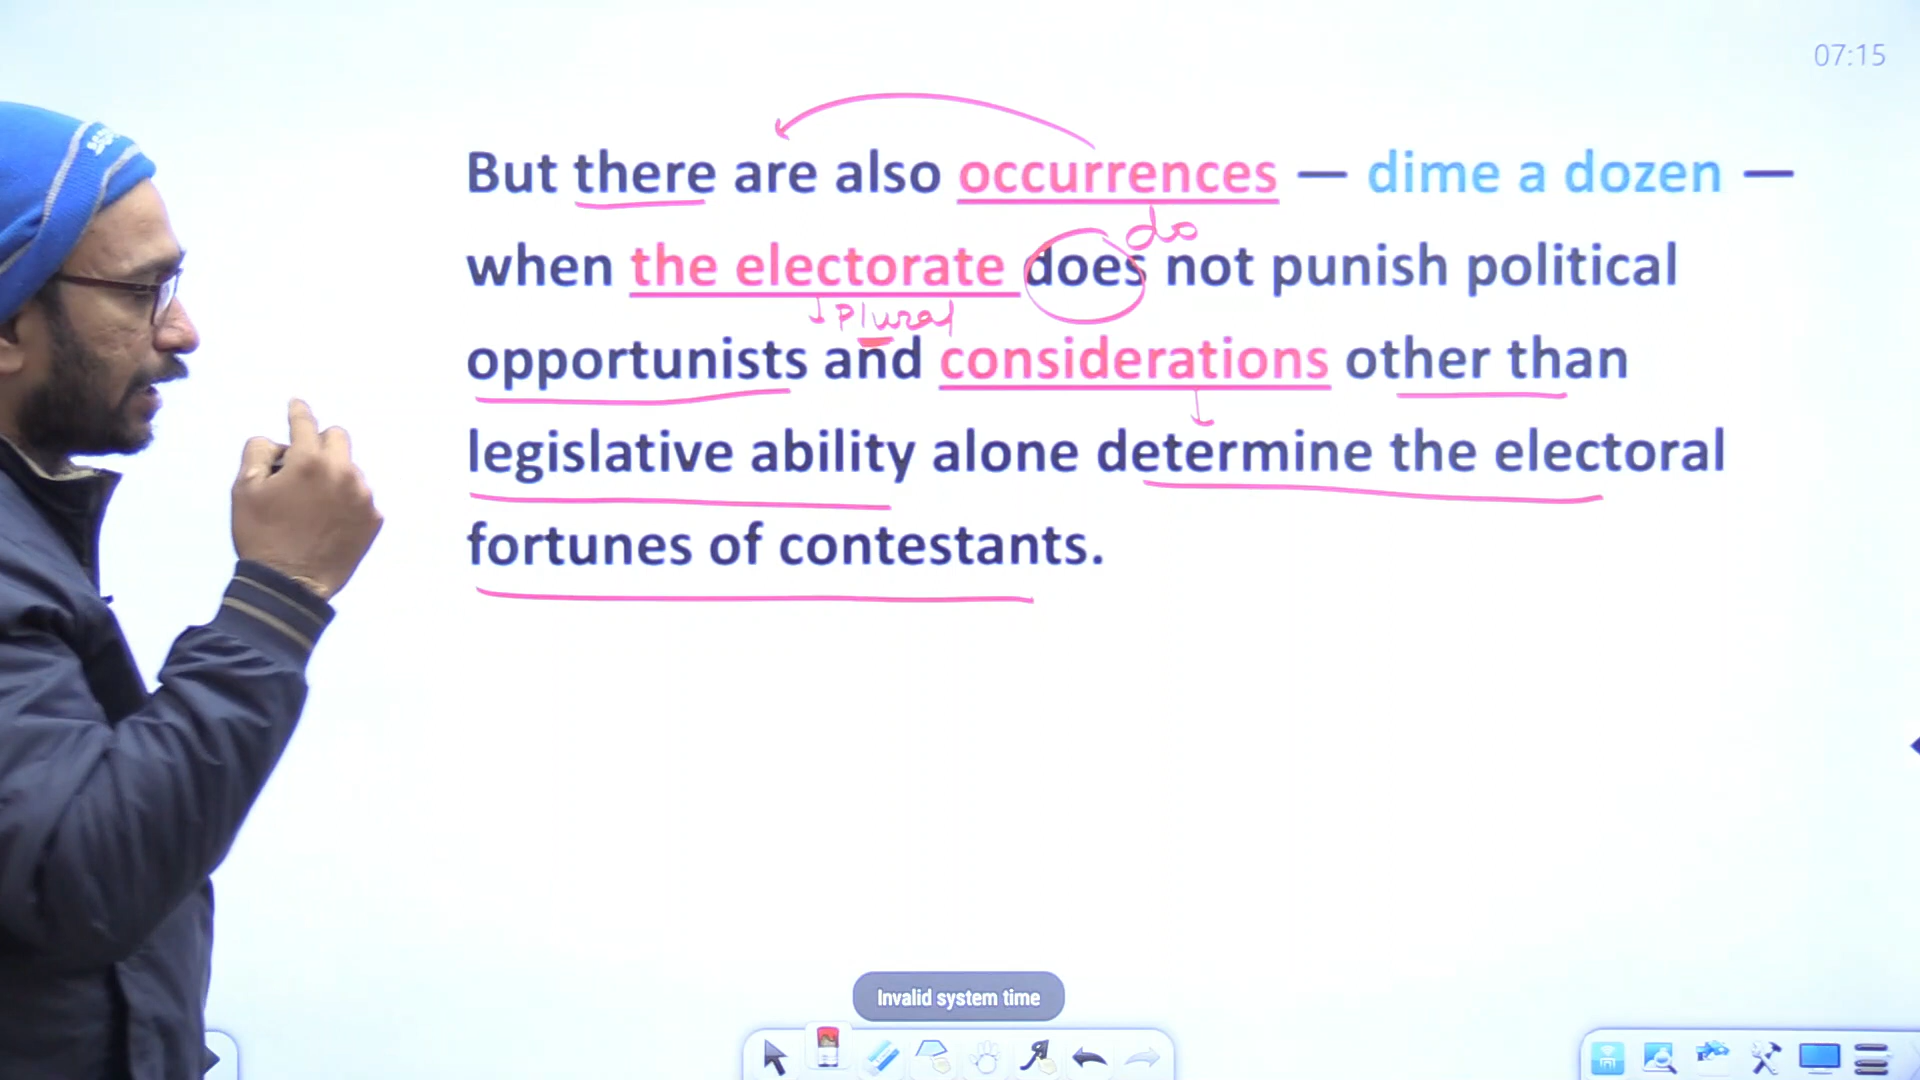 07:15
But there are also occurrences — dime a dozen —
do
when the electorate does not punish political
plural
opportunists and considerations other than
legislative ability alone determine the electoral
fortunes of contestants.
Invalid system time